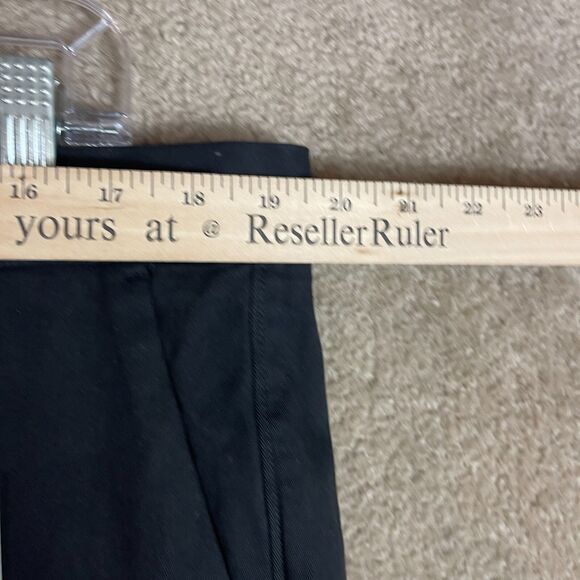 16 17 18 19 20 21 22 23
yours at @ ResellerRuler